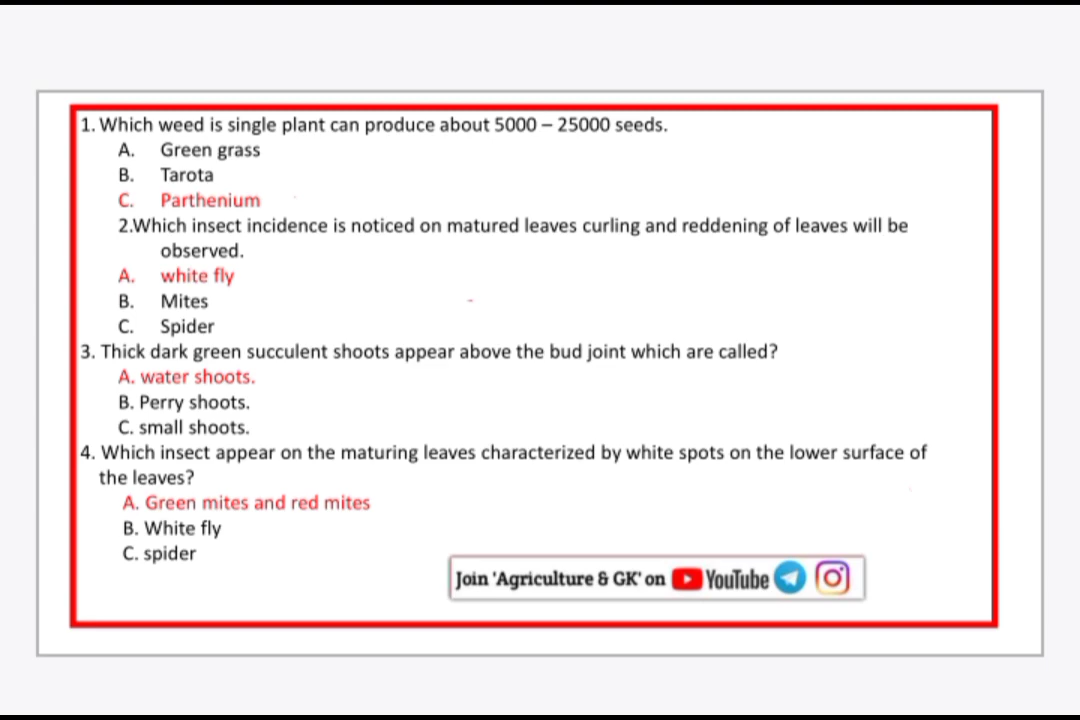 1. Which weed is single plant can produce about 5000 – 25000 seeds.
A. Green grass
B. Tarota
C. Parthenium
2.Which insect incidence is noticed on matured leaves curling and reddening of leaves will be
observed.
A. white fly
B. Mites
C. Spider
3. Thick dark green succulent shoots appear above the bud joint which are called?
A. water shoots.
B. Perry shoots.
C. small shoots.
4. Which insect appear on the maturing leaves characterized by white spots on the lower surface of
the leaves?
A. Green mites and red mites
B. White fly
C. spider
Join 'Agriculture & GK' on YouTube